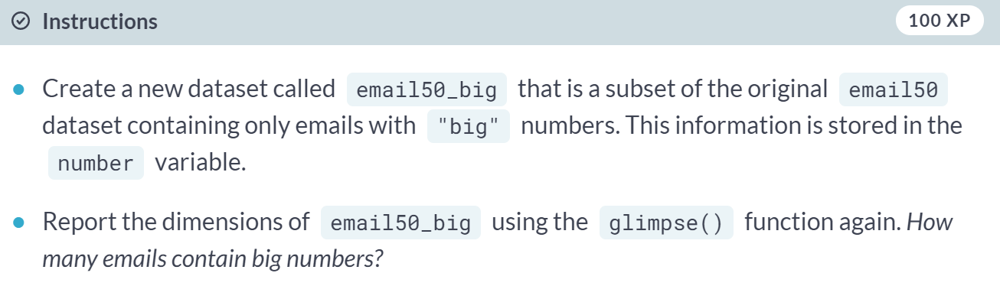 Instructions
100 XP
Create a new dataset called email50_big that is a subset of the original email50
dataset containing only emails with "big" numbers. This information is stored in the
number variable.
Report the dimensions of email50_big using the glimpse() function again. How
many emails contain big numbers?